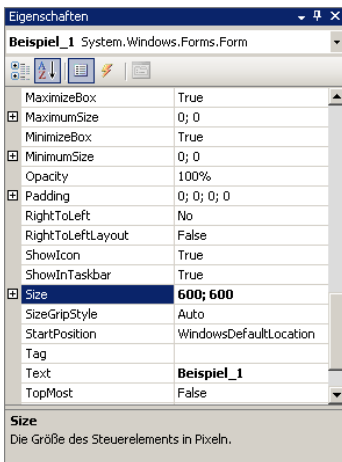 Eigenschaften
Beispiel_1 System.Windows.Forms.Form
MaximizeBox True
MaximumSize 0; 0
MinimizeBox True
MinimumSize 0; 0
Opacity 100%
Padding 0; 0; 0; 0
RightToLeft No
RightToLeftLayout False
ShowIcon True
ShowInTaskbar True
Size 600; 600
SizeGripStyle Auto
StartPosition WindowsDefaultLocation
Tag
Text Beispiel_1
TopMost False
Size
Die Größe des Steuerelements in Pixeln.